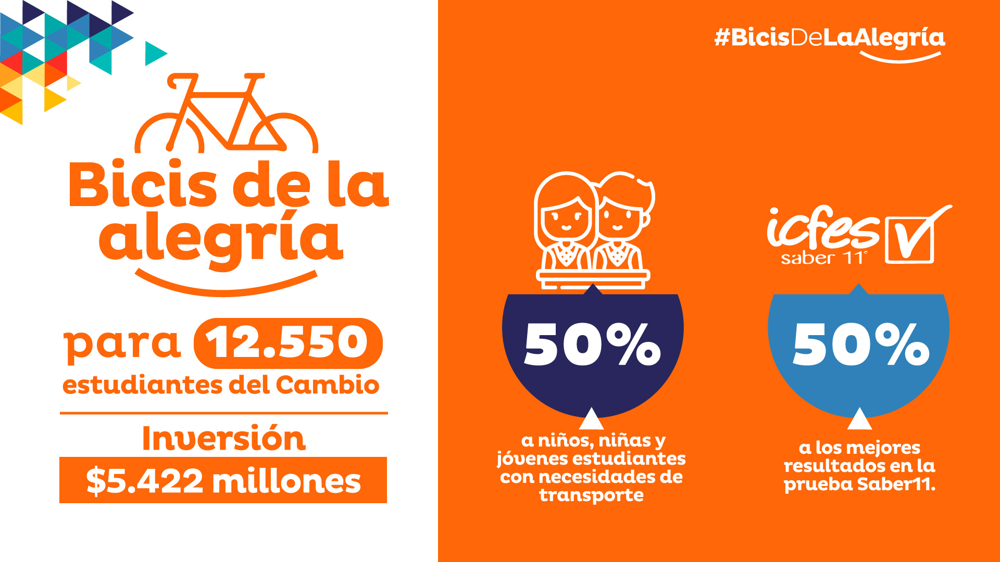 Bicis de la
alegría
para 12.550
estudiantes del Cambio
Inversión
$5.422 millones
#BicisDeLaAlegría
icfes
saber 11°
50%
a niños, niñas y
jóvenes estudiantes
con necesidades de
transporte
50%
a los mejores
resultados en la
prueba Saber11.